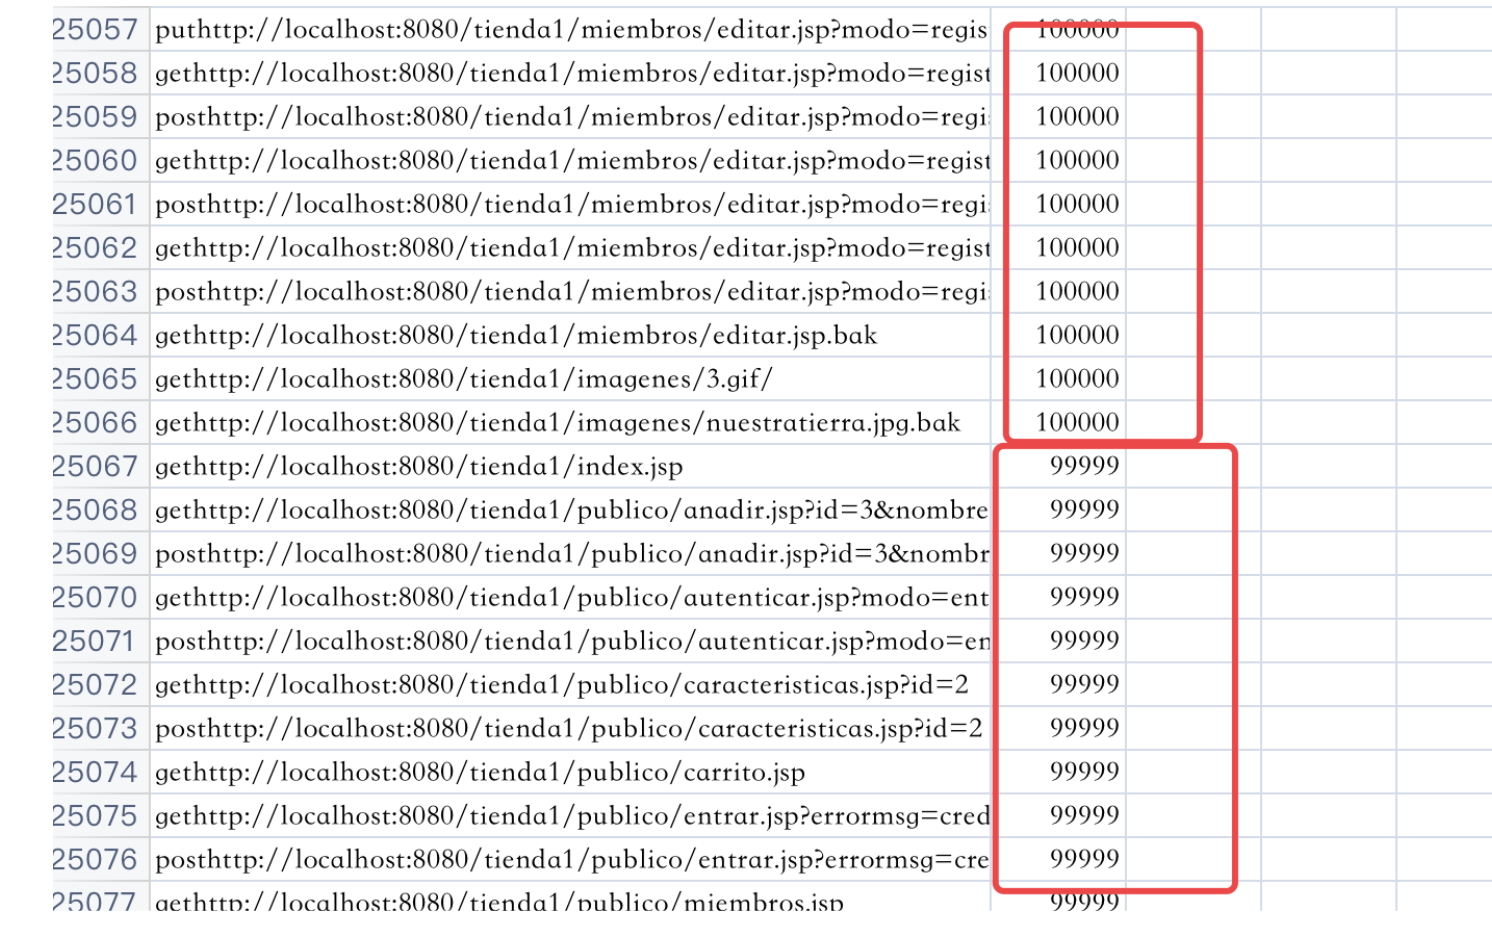 25057 puthttp://localhost:8080/tienda1/miembros/editar.jsp?modo=regis 100000
25058 gethttp://localhost:8080/tienda1/miembros/editar.jsp?modo=regist 100000
25059 posthttp://localhost:8080/tienda1/miembros/editar.jsp?modo=regi 100000
25060 gethttp://localhost:8080/tienda1/miembros/editar.jsp?modo=regist 100000
25061 posthttp://localhost:8080/tienda1/miembros/editar.jsp?modo=regi 100000
25062 gethttp://localhost:8080/tienda1/miembros/editar.jsp?modo=regist 100000
25063 posthttp://localhost:8080/tienda1/miembros/editar.jsp?modo=regi 100000
25064 gethttp://localhost:8080/tienda1/miembros/editar.jsp.bak 100000
25065 gethttp://localhost:8080/tienda1/imagenes/3.gif/ 100000
25066 gethttp://localhost:8080/tienda1/imagenes/nuestratierra.jpg.bak 100000
25067 gethttp://localhost:8080/tienda1/index.jsp 99999
25068 gethttp://localhost:8080/tienda1/publico/anadir.jsp?id=3&nombre 99999
25069 posthttp://localhost:8080/tienda1/publico/anadir.jsp?id=3&nombr 99999
25070 gethttp://localhost:8080/tienda1/publico/autenticar.jsp?modo=ent 99999
25071 posthttp://localhost:8080/tienda1/publico/autenticar.jsp?modo=en 99999
25072 gethttp://localhost:8080/tienda1/publico/caracteristicas.jsp?id=2 99999
25073 posthttp://localhost:8080/tienda1/publico/caracteristicas.jsp?id=2 99999
25074 gethttp://localhost:8080/tienda1/publico/carrito.jsp 99999
25075 gethttp://localhost:8080/tienda1/publico/entrar.jsp?errormsg=cred 99999
25076 posthttp://localhost:8080/tienda1/publico/entrar.jsp?errormsg=cre 99999
25077 gethttp://localhost:8080/tienda1/publico/miembros.jsp 99999